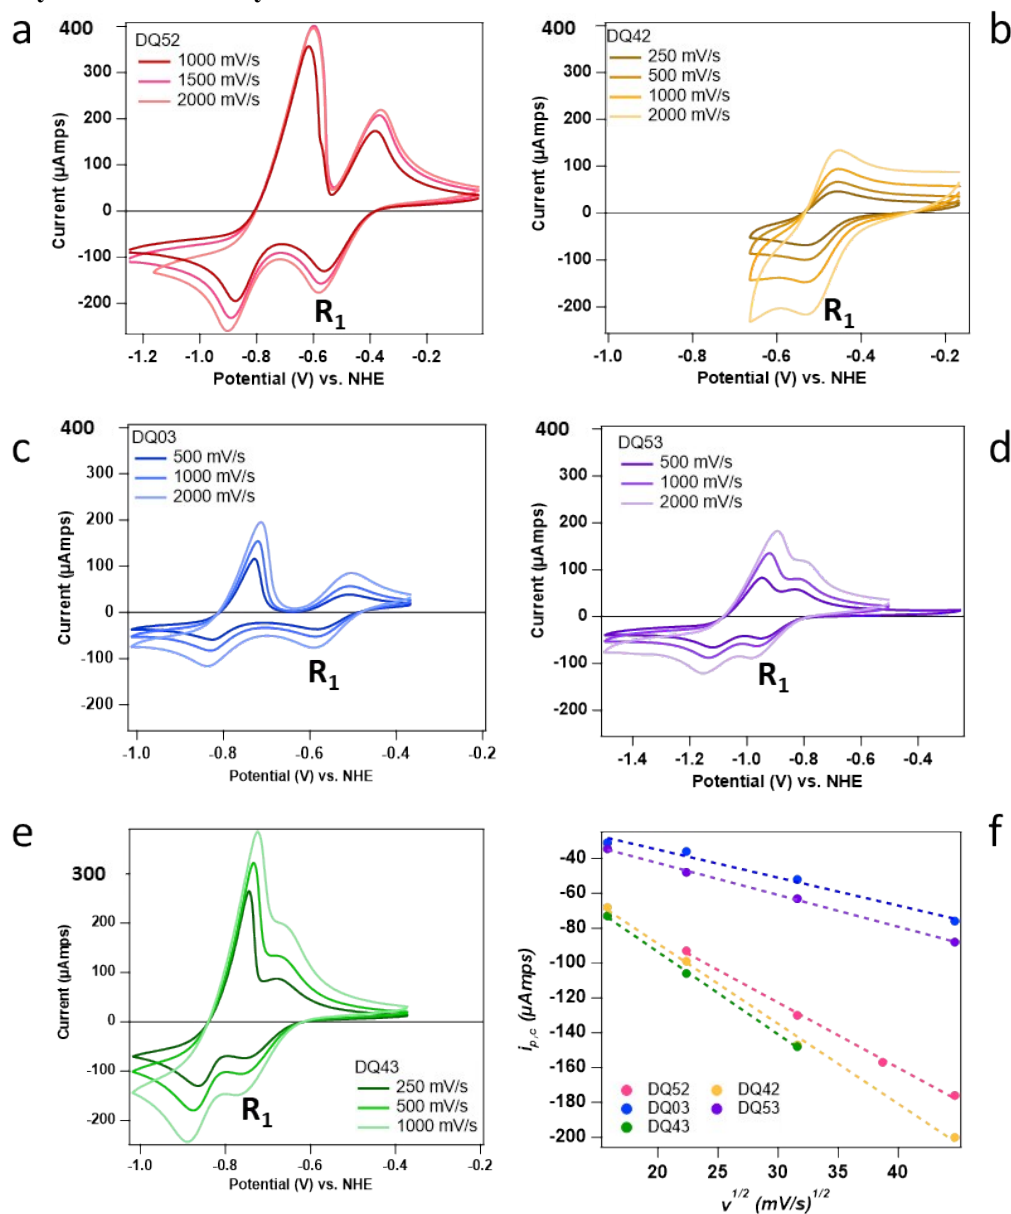 a
400
300
200
100
0
-100
-200
Current (µAmps)
DQ52
1000 mV/s
1500 mV/s
2000 mV/s
R1
-1.2 -1.0 -0.8 -0.6 -0.4 -0.2
Potential (V) vs. NHE
b
400
300
200
100
0
-100
-200
Current (µAmps)
DQ42
250 mV/s
500 mV/s
1000 mV/s
2000 mV/s
R1
-1.0 -0.8 -0.6 -0.4 -0.2
Potential (V) vs. NHE
c
400
300
200
100
0
-100
-200
Current (µAmps)
DQ03
500 mV/s
1000 mV/s
2000 mV/s
R1
-1.0 -0.8 -0.6 -0.4 -0.2
Potential (V) vs. NHE
d
400
300
200
100
0
-100
-200
Current (µAmps)
DQ53
500 mV/s
1000 mV/s
2000 mV/s
R1
-1.4 -1.2 -1.0 -0.8 -0.6 -0.4
Potential (V) vs. NHE
e
300
200
100
0
-100
-200
Current (µAmps)
DQ43
250 mV/s
500 mV/s
1000 mV/s
R1
-1.0 -0.8 -0.6 -0.4 -0.2
Potential (V) vs. NHE
f
-40
-60
-80
-100
-120
-140
-160
-180
-200
ip,c (µAmps)
DQ52 DQ42
DQ03 DQ53
DQ43
20 25 30 35 40
v1/2 (mV/s)1/2